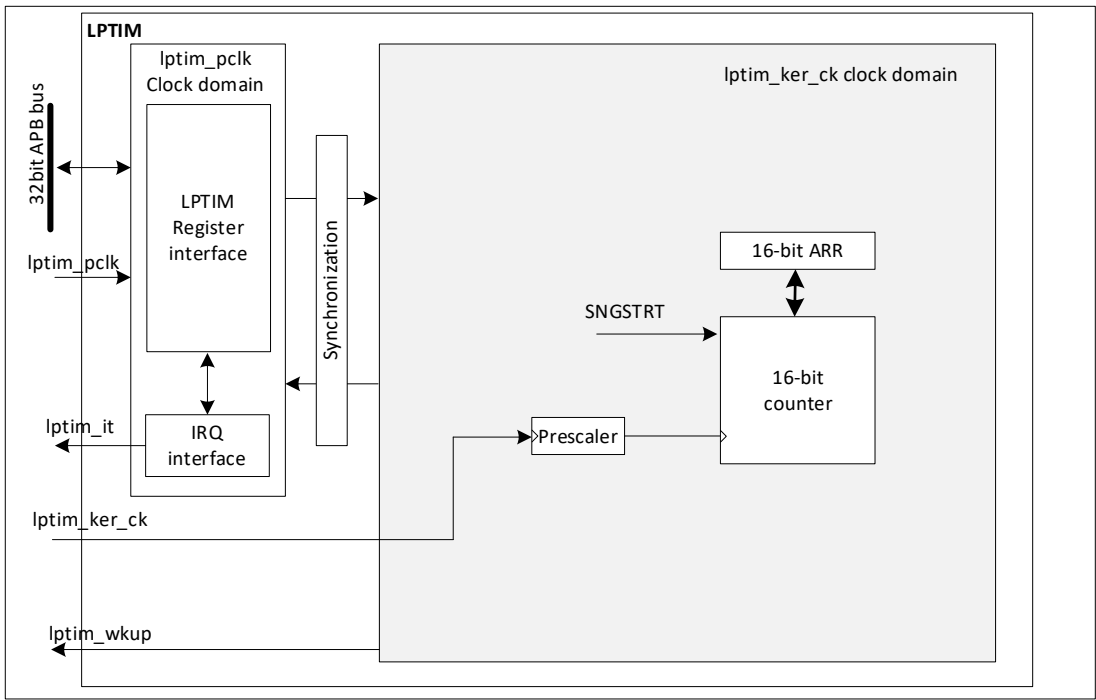 LPTIM
lptim_pclk
Clock domain
lptim_ker_ck clock domain
32bit APB bus
LPTIM
Register
interface
Synchronization
16-bit ARR
lptim_pclk
SNGSTRT
16-bit
counter
lptim_it
IRQ
interface
Prescaler
lptim_ker_ck
lptim_wkup